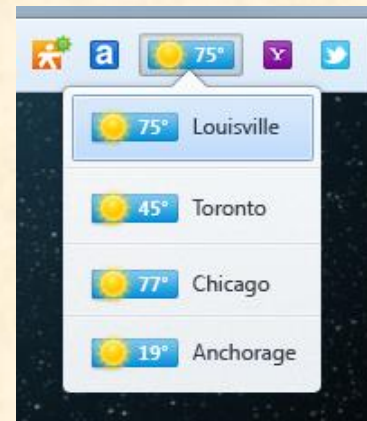 a 75° Y
75° Louisville
45° Toronto
77° Chicago
19° Anchorage